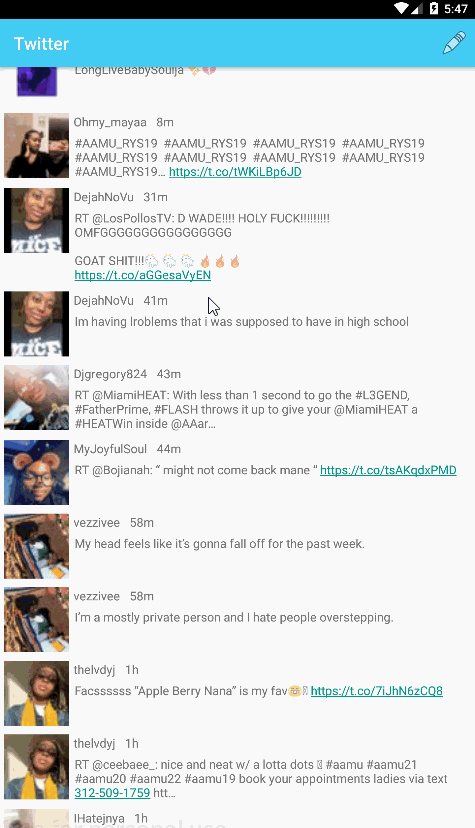 5:47
Twitter
LongLiveBabySoulja ✨💔
Ohmy_mayaa 8m
#AAMU_RYS19 #AAMU_RYS19 #AAMU_RYS19 #AAMU_RYS19
#AAMU_RYS19 #AAMU_RYS19 #AAMU_RYS19 #AAMU_RYS19
#AAMU_RYS19… https://t.co/tWKiLBp6JD
DejahNoVu 31m
RT @LosPollosTV: D WADE!!!! HOLY FUCK!!!!!!!!!
OMFGGGGGGGGGGGGGGGG
GOAT SHIT!!!🐑 🐑 🐑 🔥 🔥 🔥
https://t.co/aGGesaVyEN
DejahNoVu 41m
Im having lroblems that i was supposed to have in high school
Djgregory824 43m
RT @MiamiHEAT: With less than 1 second to go the #L3GEND,
#FatherPrime, #FLASH throws it up to give your @MiamiHEAT a
#HEATWin inside @AAar…
MyJoyfulSoul 44m
RT @Bojianah: “ might not come back mane “ https://t.co/tsAKqdxPMD
vezzivee 58m
My head feels like it’s gonna fall off for the past week.
vezzivee 58m
I’m a mostly private person and I hate people overstepping.
thelvdyj 1h
Facssssss “Apple Berry Nana” is my fav https://t.co/7iJhN6zCQ8
thelvdyj 1h
RT @ceebaee_: nice and neat w/ a lotta dots #aamu #aamu21
#aamu20 #aamu22 #aamu19 book your appointments ladies via text
312-509-1759 htt…
IHatejnya 1h
for personal use